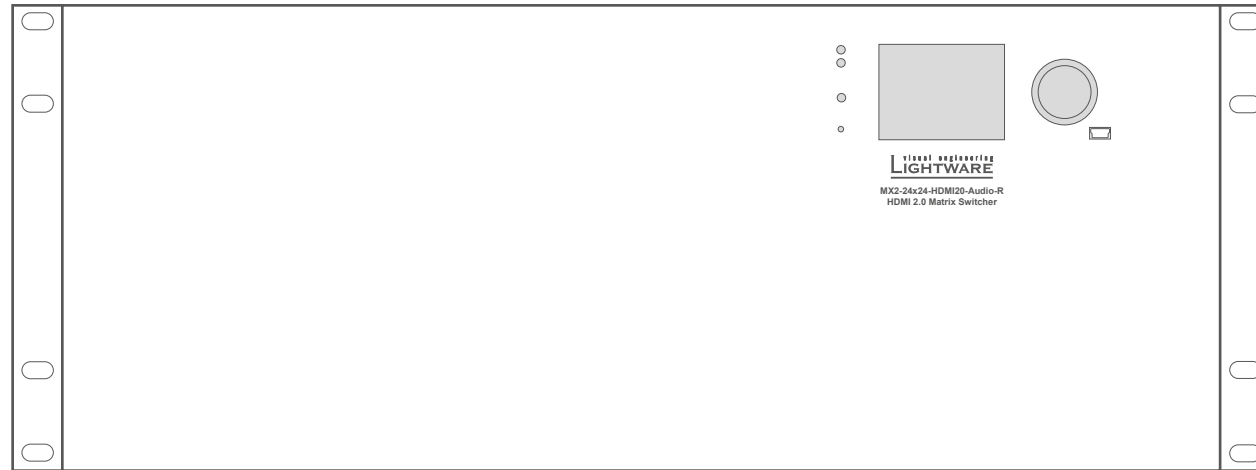 visual engineering
LIGHTWARE
MX2-24x24-HDMI20-Audio-R
HDMI 2.0 Matrix Switcher